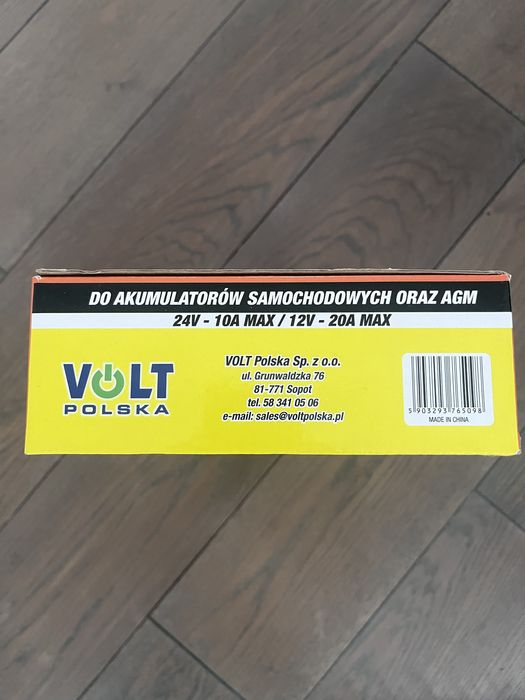 DO AKUMULATORÓW SAMOCHODOWYCH ORAZ AGM
24V - 10A MAX / 12V - 20A MAX
VOLT
POLSKA
VOLT Polska Sp. z o.o.
ul. Grunwaldzka 76
81-771 Sopot
tel. 58 341 05 06
e-mail: sales@voltpolska.pl
5 903293 765098
MADE IN CHINA